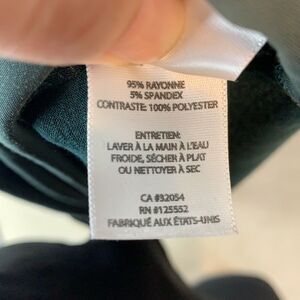 95% RAYONNE
5% SPANDEX
CONTRASTE: 100% POLYESTER
ENTRETIEN:
LAVER À LA MAIN À L'EAU
FROIDE, SÉCHER À PLAT
OU NETTOYER À SEC
CA #32054
RN #125552
FABRIQUÉ AUX ÉTATS-UNIS